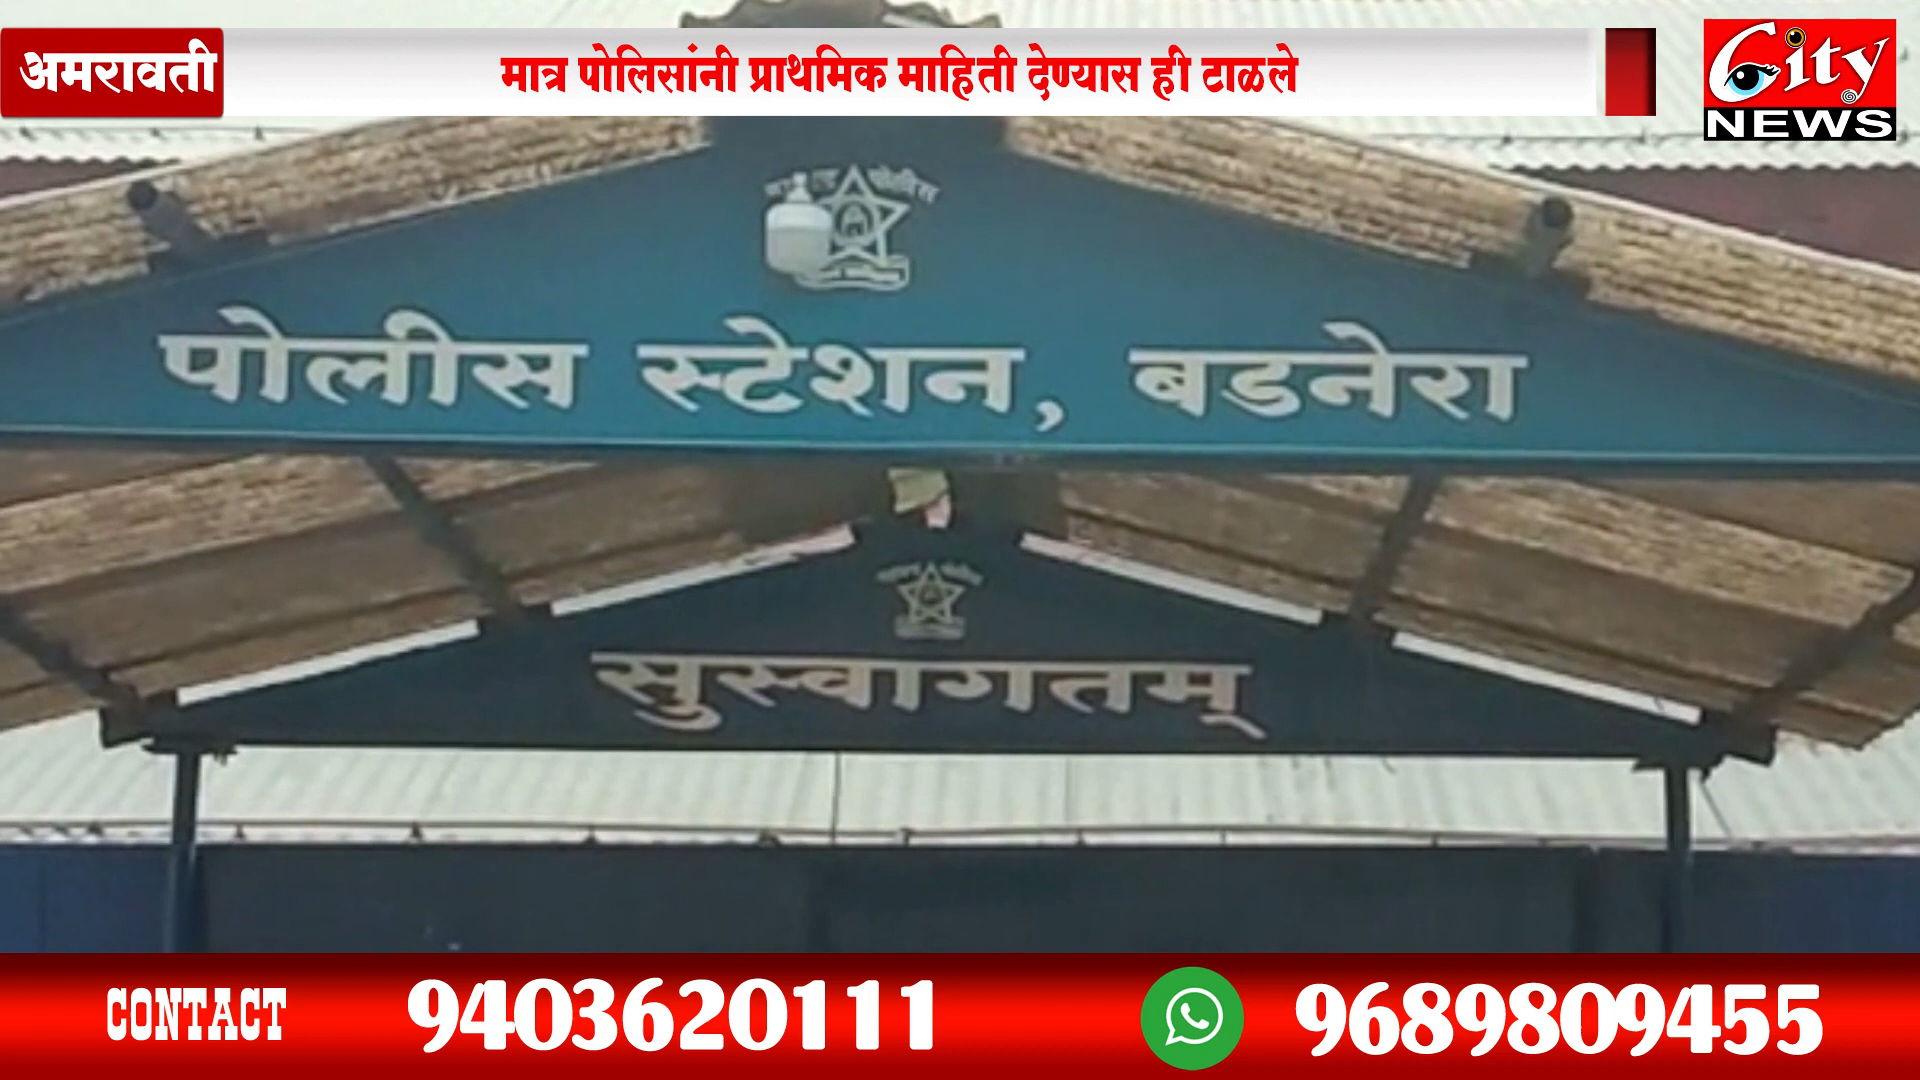 अमरावती
मात्र पोलिसांनी प्राथमिक माहिती देण्यास ही टाळले
City
NEWS
पोलीस स्टेशन, बडनेरा
सुस्वागतम्
CONTACT 9403620111 9689809455